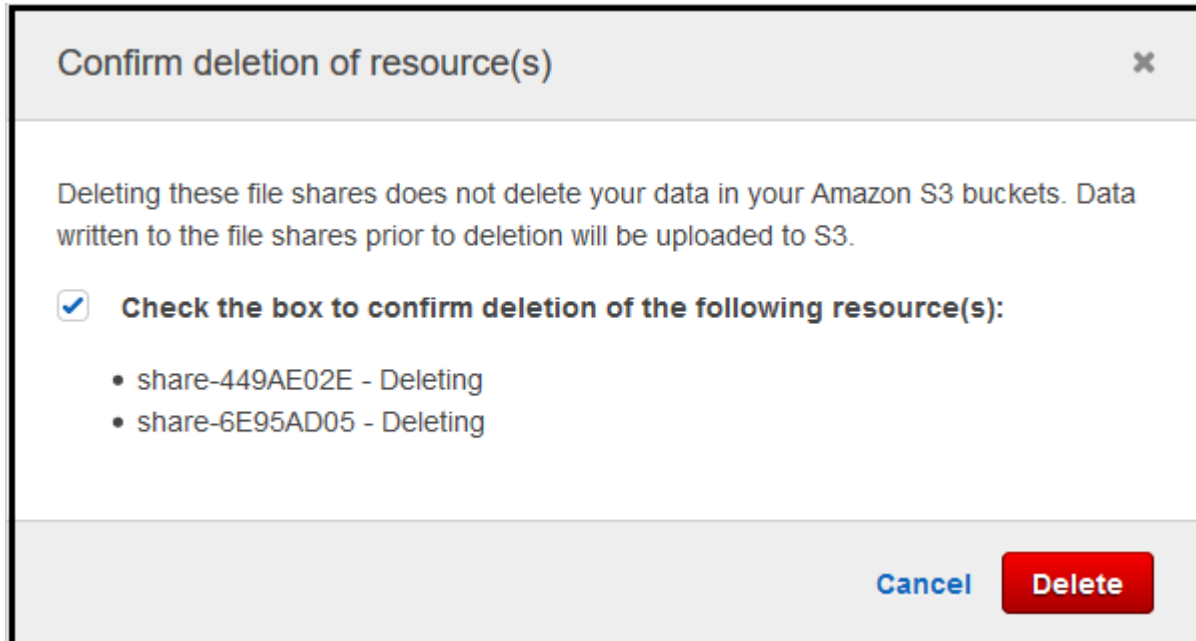 Confirm deletion of resource(s)
Deleting these file shares does not delete your data in your Amazon S3 buckets. Data
written to the file shares prior to deletion will be uploaded to S3.
Check the box to confirm deletion of the following resource(s):
• share-449AE02E - Deleting
• share-6E95AD05 - Deleting
Cancel Delete